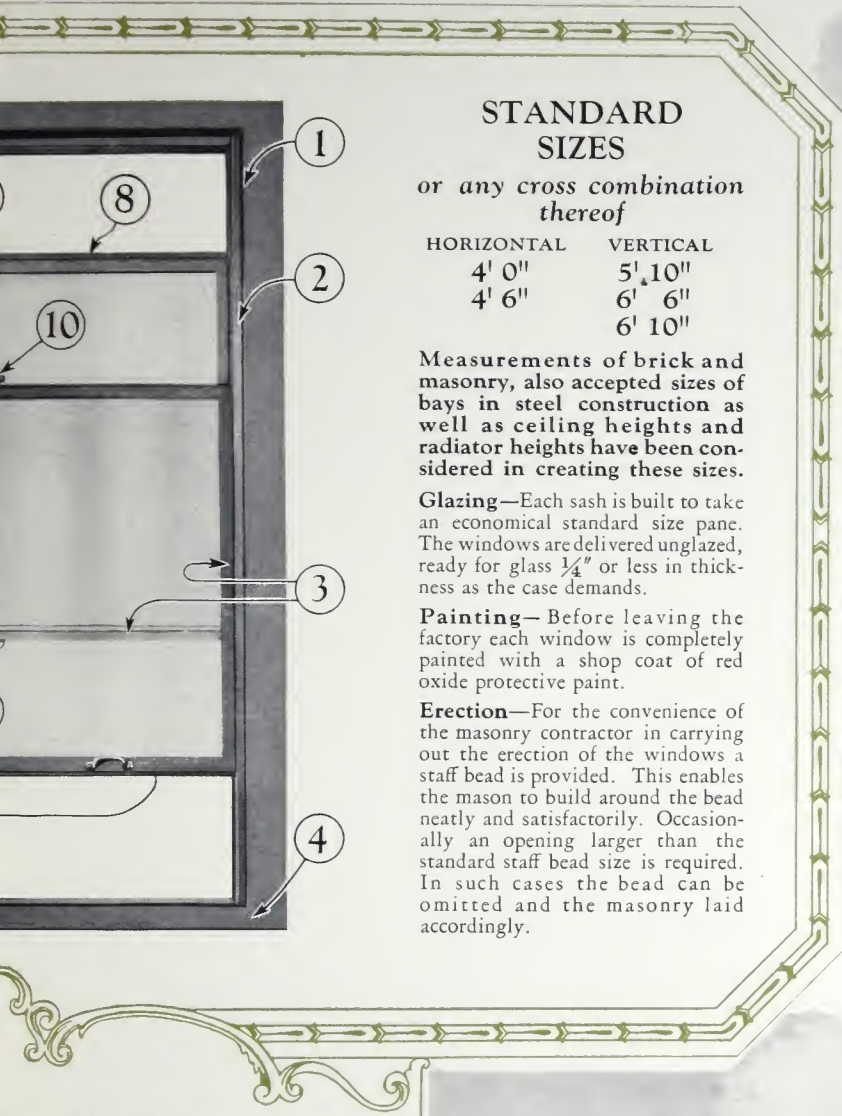 1
8
2
10
3
4
STANDARD
SIZES
or any cross combination
thereof
HORIZONTAL VERTICAL
4' 0" 5' 10"
4' 6" 6' 6"
6' 10"
Measurements of brick and
masonry, also accepted sizes of
bays in steel construction as
well as ceiling heights and
radiator heights have been con-
sidered in creating these sizes.
Glazing—Each sash is built to take
an economical standard size pane.
The windows are delivered unglazed,
ready for glass ¼" or less in thick-
ness as the case demands.
Painting—Before leaving the
factory each window is completely
painted with a shop coat of red
oxide protective paint.
Erection—For the convenience of
the masonry contractor in carrying
out the erection of the windows a
staff bead is provided. This enables
the mason to build around the bead
neatly and satisfactorily. Occasion-
ally an opening larger than the
standard staff bead size is required.
In such cases the bead can be
omitted and the masonry laid
accordingly.